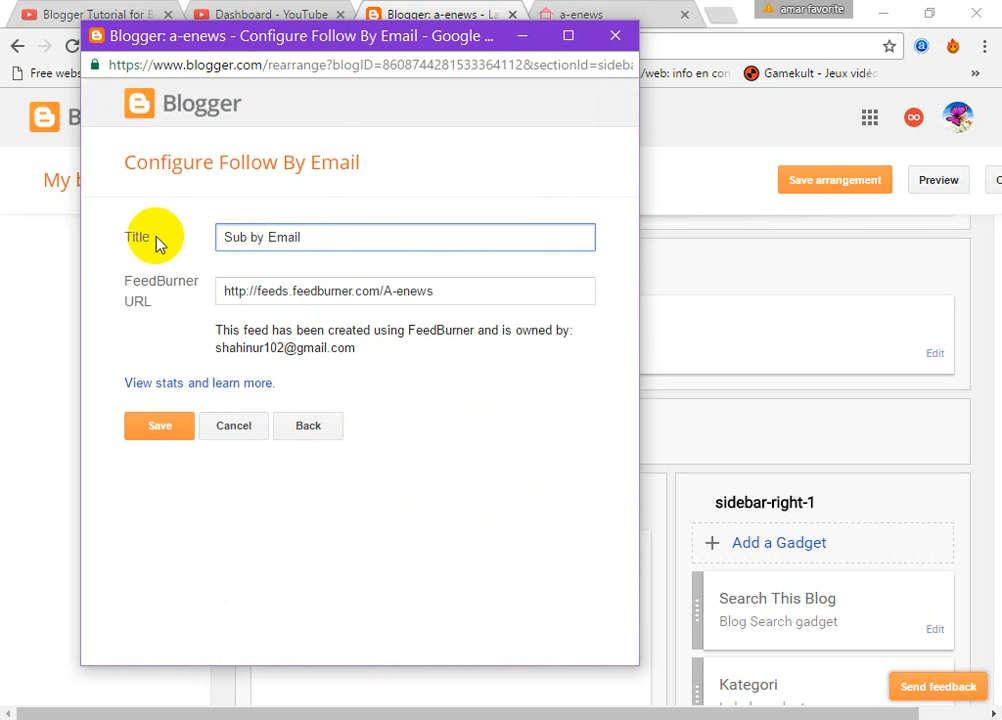 Blogger Tutorial for B
Dashboard - YouTube
Blogger: a-enews - La
a-enews
amar favorite
Blogger: a-enews - Configure Follow By Email - Google ...
https://www.blogger.com/rearrange?blogID=8608744281533364112&sectionId=sideba
Free webs
/web: info en con
Gamekult - Jeux vidéo
»
Blogger
My b
Save arrangement
Preview
Configure Follow By Email
Title
Sub by Email
FeedBurner
URL
http://feeds.feedburner.com/A-enews
This feed has been created using FeedBurner and is owned by:
shahinur102@gmail.com
View stats and learn more.
Save
Cancel
Back
Edit
sidebar-right-1
+ Add a Gadget
Search This Blog
Blog Search gadget
Edit
Kategori
Send feedback